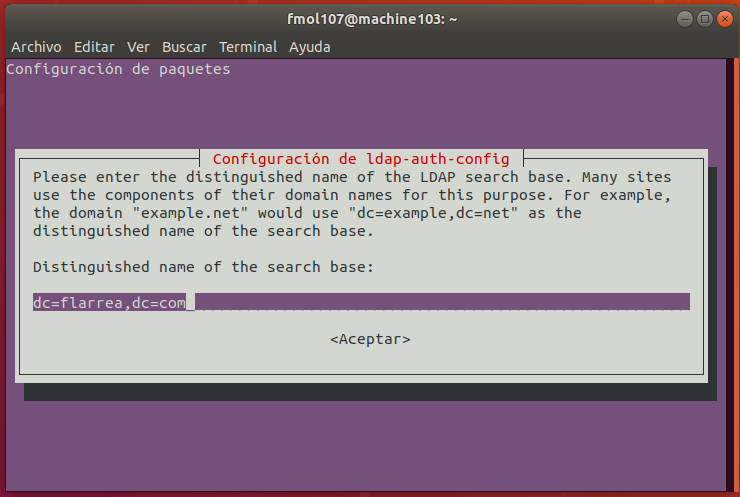 fmol107@machine103: ~
Archivo Editar Ver Buscar Terminal Ayuda
Configuración de paquetes
Configuración de ldap-auth-config
Please enter the distinguished name of the LDAP search base. Many sites
use the components of their domain names for this purpose. For example,
the domain "example.net" would use "dc=example,dc=net" as the
distinguished name of the search base.
Distinguished name of the search base:
dc=flarrea,dc=com
<Aceptar>